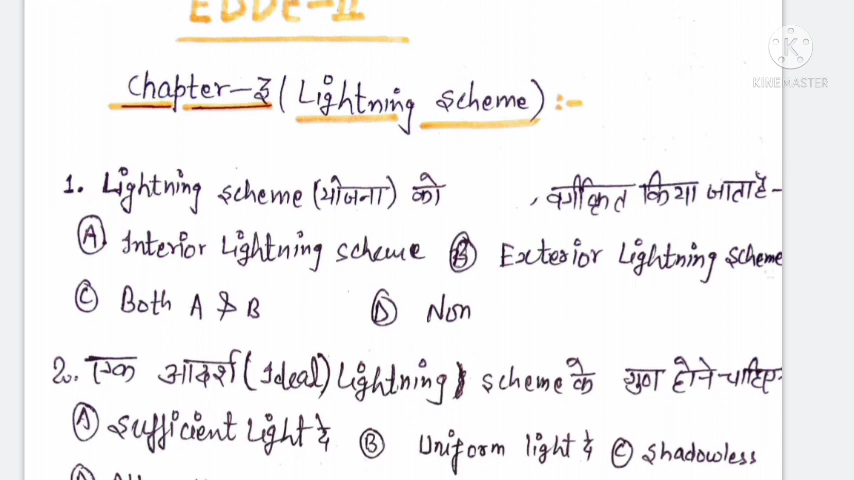 EDDE-II
KINEMASTER
Chapter-3 (Lightning Scheme) :-
1. Lightning scheme (योजना) को , वर्गीकृत किया जाता है-
(A) Interior Lightning scheme (B) Exterior Lightning scheme
(C) Both A & B (D) Non
2. एक आदर्श (Ideal) Lightning scheme के गुण होने चाहिए-
(A) Sufficient Light (B) Uniform light (C) Shadowless